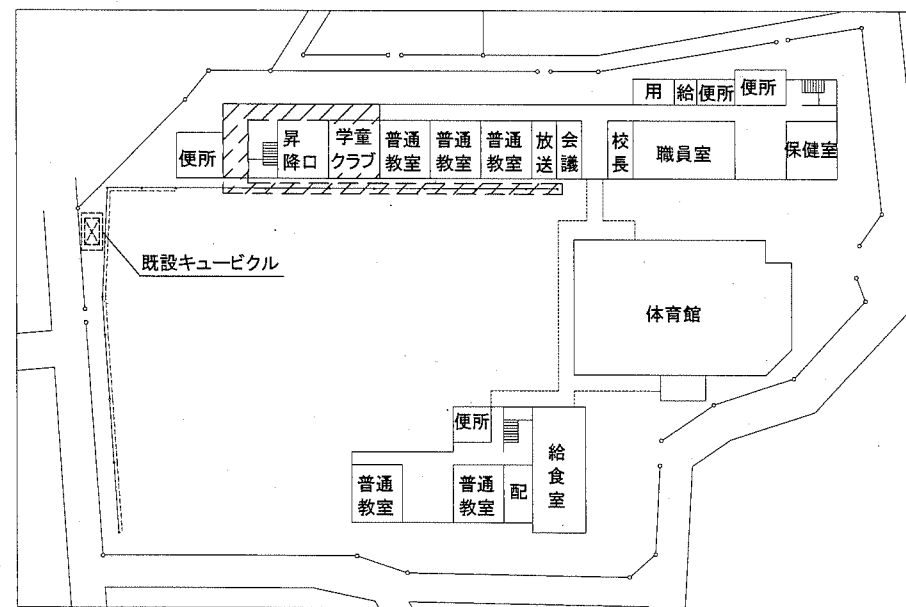 用
給
便所
便所
便所
昇
降口
学童
クラブ
普通
教室
普通
教室
普通
教室
放
送
会
議
校
長
職員室
保健室
既設キュービクル
体育館
便所
給
食
室
普通
教室
普通
教室
配